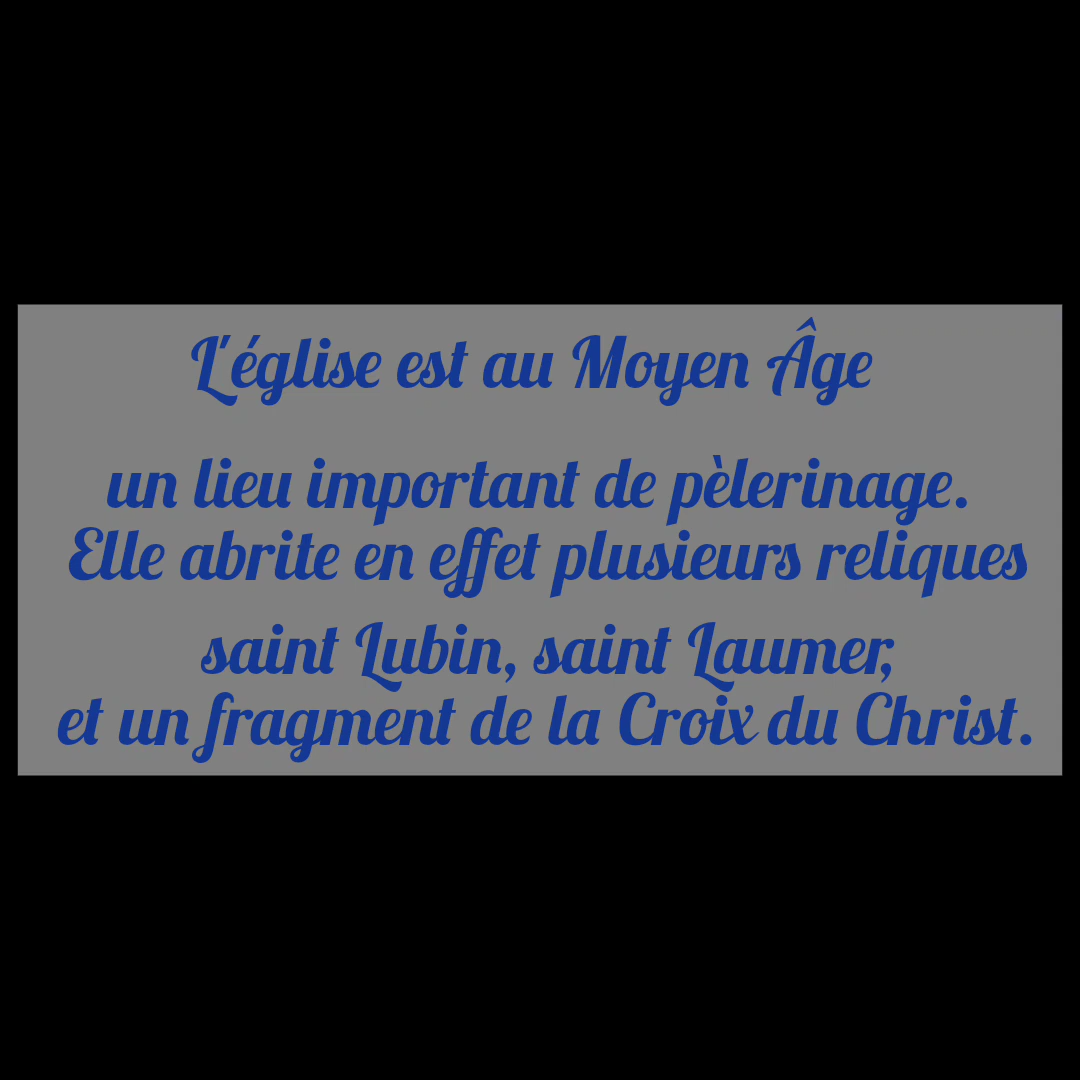 L'église est au Moyen Âge
un lieu important de pèlerinage.
Elle abrite en effet plusieurs reliques
saint Lubin, saint Laumer,
et un fragment de la Croix du Christ.